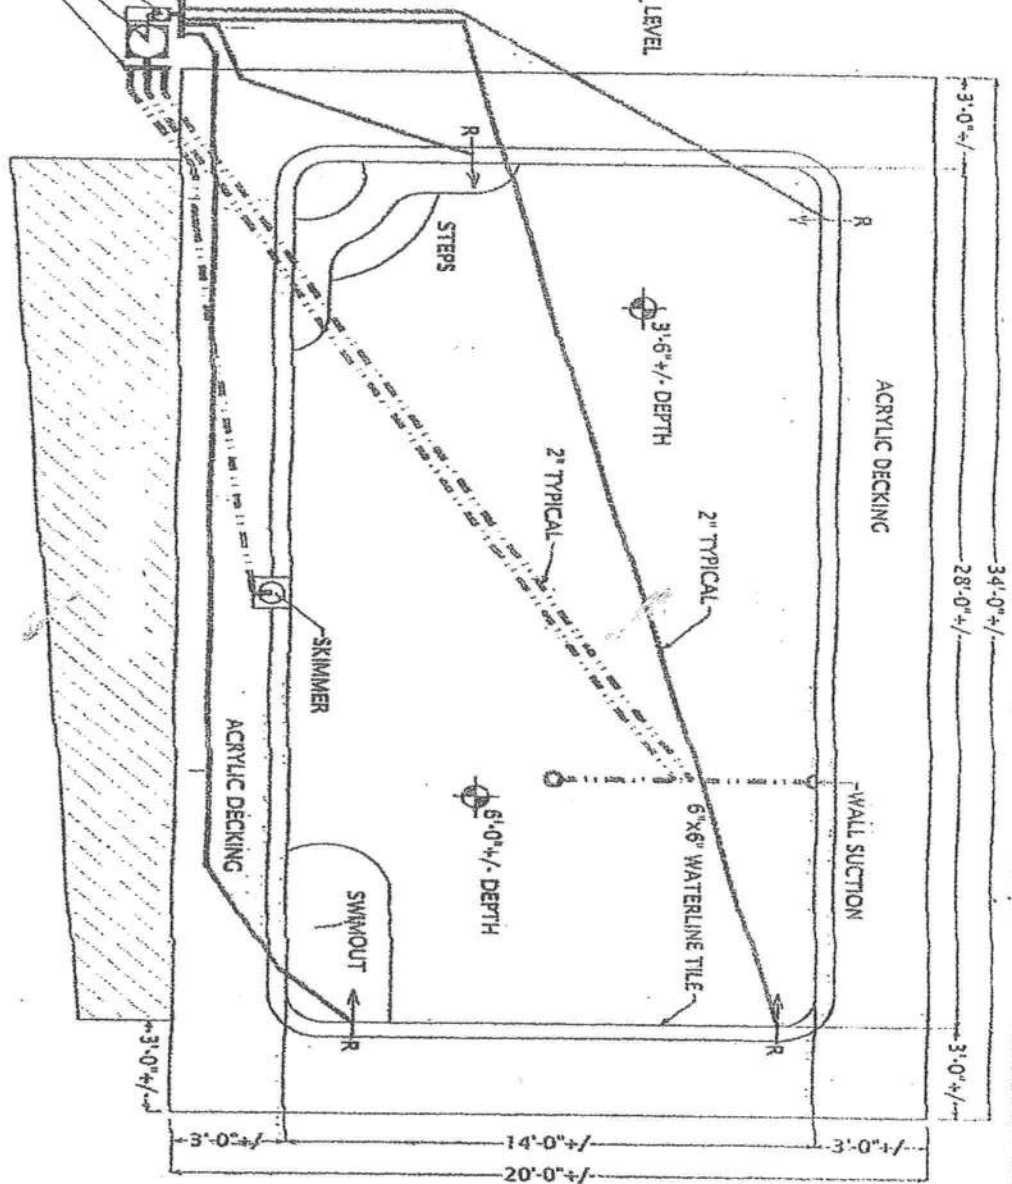 LEVEL
3'-0"+/-
34'-0"+/-
28'-0"+/-
3'-0"+/-
ACRYLIC DECKING
R
R
STEPS
3'-6"+/- DEPTH
2" TYPICAL
2" TYPICAL
WALL SUCTION
6"x6" WATERLINE TILE
6'-0"+/- DEPTH
SKIMMER
ACRYLIC DECKING
SWIMOUT
R
R
3'-0"+/-
3'-0"+/-
14'-0"+/-
3'-0"+/-
20'-0"+/-